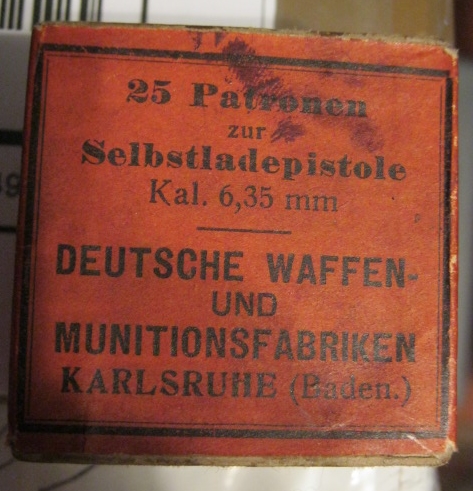 25 Patronen
zur
Selbstladepistole
Kal. 6,35 mm
DEUTSCHE WAFFEN-
UND
MUNITIONSFABRIKEN
KARLSRUHE (Baden.)